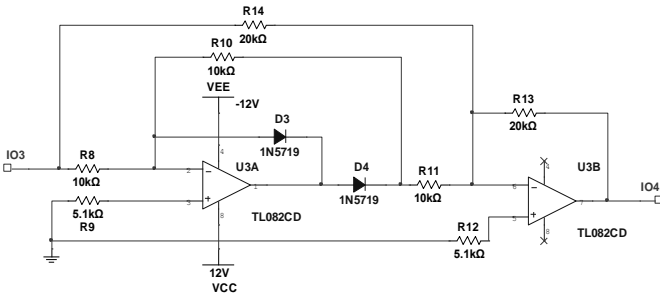 R14
20kΩ
R10
10kΩ
VEE
-12V
R13
20kΩ
D3
1N5719
4
4
IO3
R8
10kΩ
2
U3A
1
D4
1N5719
R11
10kΩ
6
U3B
7
IO4
3
5.1kΩ
R9
8
TL082CD
R12
5.1kΩ
5
8
TL082CD
12V
VCC